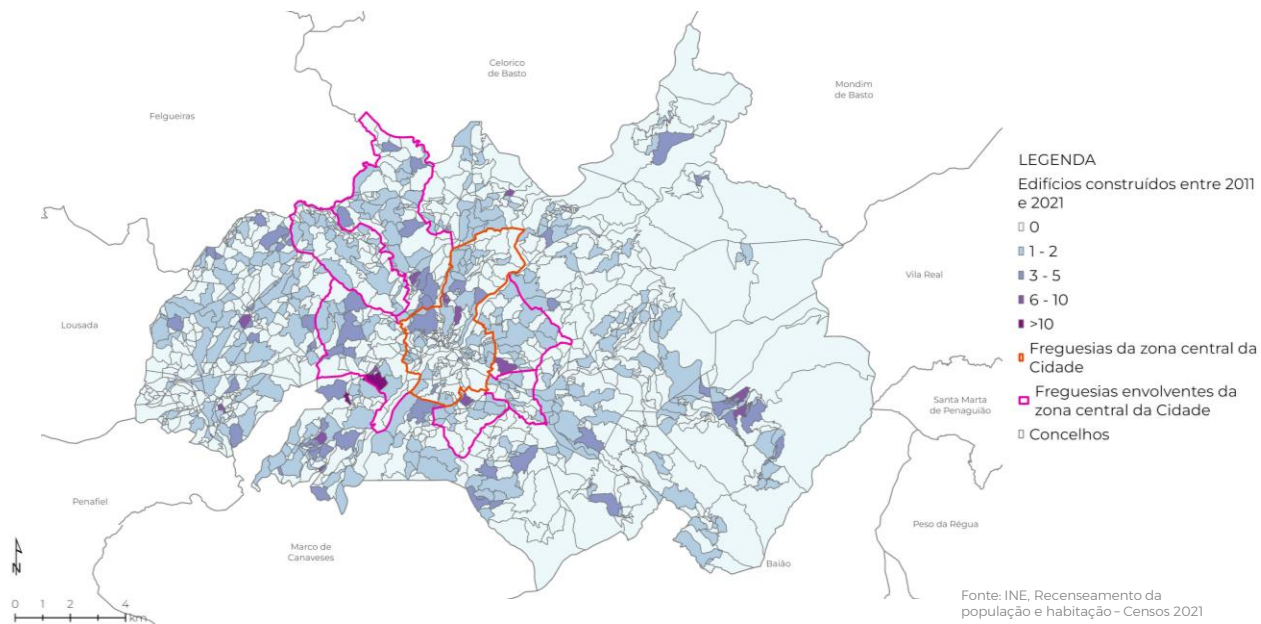 Celorico
de Basto
Mondim
de Basto
Felgueiras
Vila Real
Lousada
Santa Marta
de Penaguião
Penafiel
Peso da Régua
Marco de
Canaveses
Baião
LEGENDA
Edifícios construídos entre 2011
e 2021
0
1 - 2
3 - 5
6 - 10
>10
Freguesias da zona central da
Cidade
Freguesias envolventes da
zona central da Cidade
Concelhos
N
0 1 2 4
km
Fonte: INE, Recenseamento da
população e habitação – Censos 2021